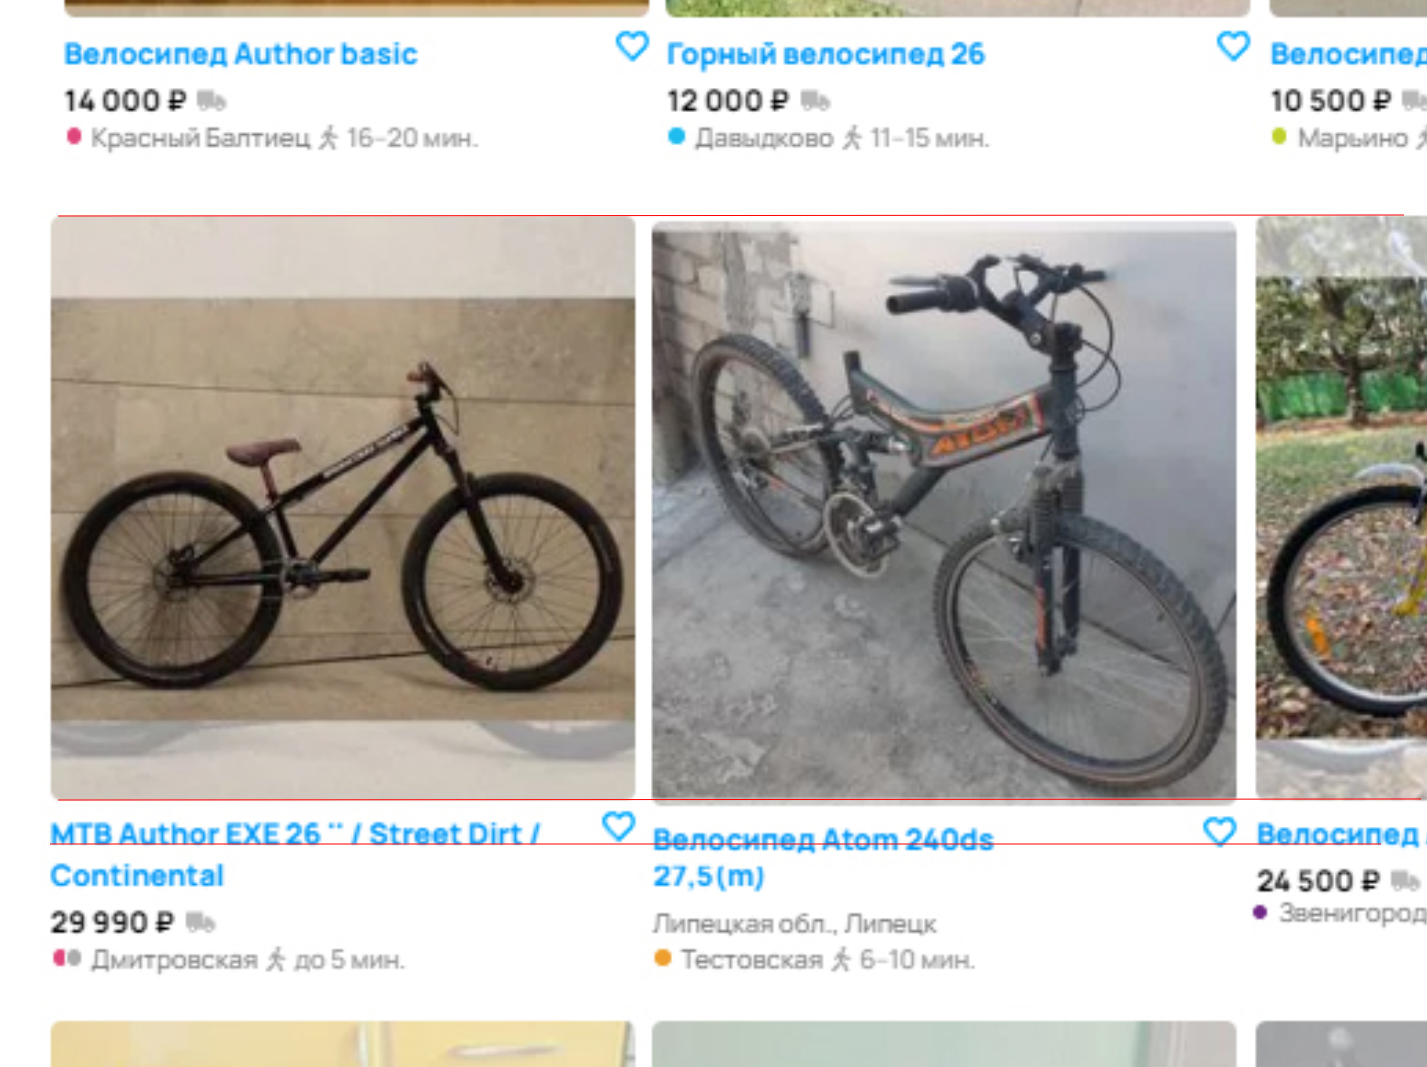 Велосипед Author basic
14 000 ₽
Красный Балтиец 16–20 мин.
Горный велосипед 26
12 000 ₽
Давыдково 11–15 мин.
Велосипед
10 500 ₽
Марьино
ATOM
MTB Author EXE 26 ¨ / Street Dirt /
Continental
29 990 ₽
Дмитровская до 5 мин.
Велосипед Atom 240ds
27,5(m)
Липецкая обл., Липецк
Тестовская 6–10 мин.
Велосипед
24 500 ₽
Звенигород